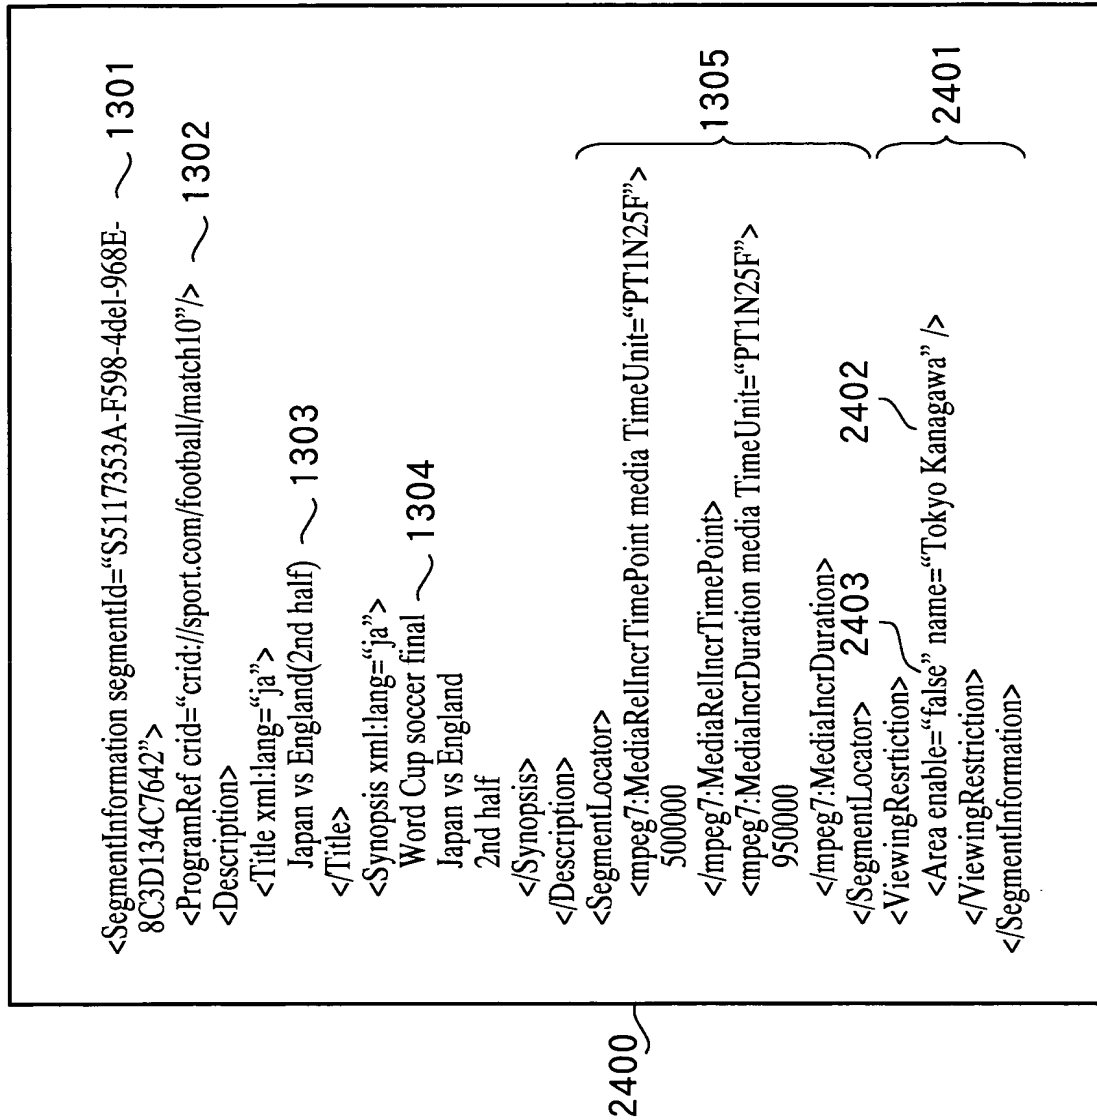 <SegmentInformation segmentId=“S5117353A-F598-4del-968E- 1301
8C3D134C7642”>
<ProgramRef crid=“crid://sport.com/football/match10”/> 1302
<Description>
<Title xml:lang=“ja”>
Japan vs England(2nd half) 1303
</Title>
<Synopsis xml:lang=“ja”>
Word Cup soccer final 1304
Japan vs England
2nd half
</Synopsis>
</Description>
<SegmentLocator>
<mpeg7:MediaRelIncrTimePoint media TimeUnit=“PT1N25F”>
500000
</mpeg7:MediaRelIncrTimePoint>
1305
<mpeg7:MediaIncrDuration media TimeUnit=“PT1N25F”>
950000
</mpeg7:MediaIncrDuration>
</SegmentLocator> 2403 2402
<ViewingResriction>
<Area enable=“false” name=“Tokyo Kanagawa” />
2401
</ViewingRestriction>
</SegmentInformation>
2400